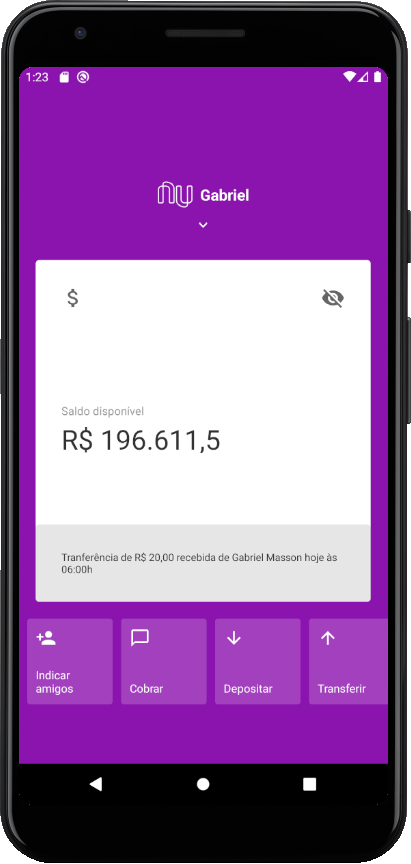 1:23
nu Gabriel
$
Saldo disponível
R$ 196.611,5
Tranferência de R$ 20,00 recebida de Gabriel Masson hoje às
06:00h
Indicar
amigos
Cobrar
Depositar
Transferir